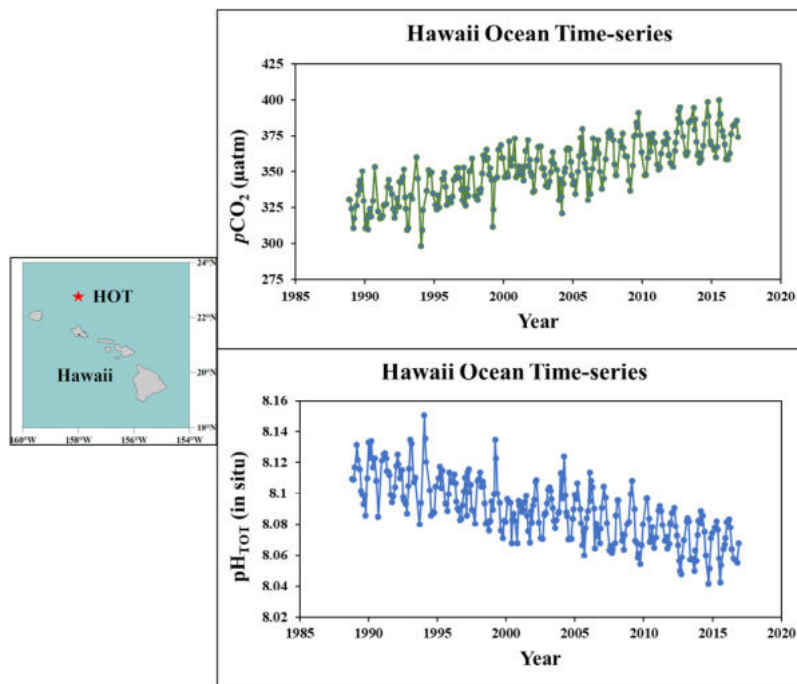 Hawaii Ocean Time-series
425
400
375
350
325
300
275
pCO₂ (µatm)
1985 1990 1995 2000 2005 2010 2015 2020
Year
24°N
22°N
20°N
18°N
HOT
Hawaii
160°W 158°W 156°W 154°W
Hawaii Ocean Time-series
8.16
8.14
8.12
8.1
8.08
8.06
8.04
8.02
pHTOT (in situ)
1985 1990 1995 2000 2005 2010 2015 2020
Year